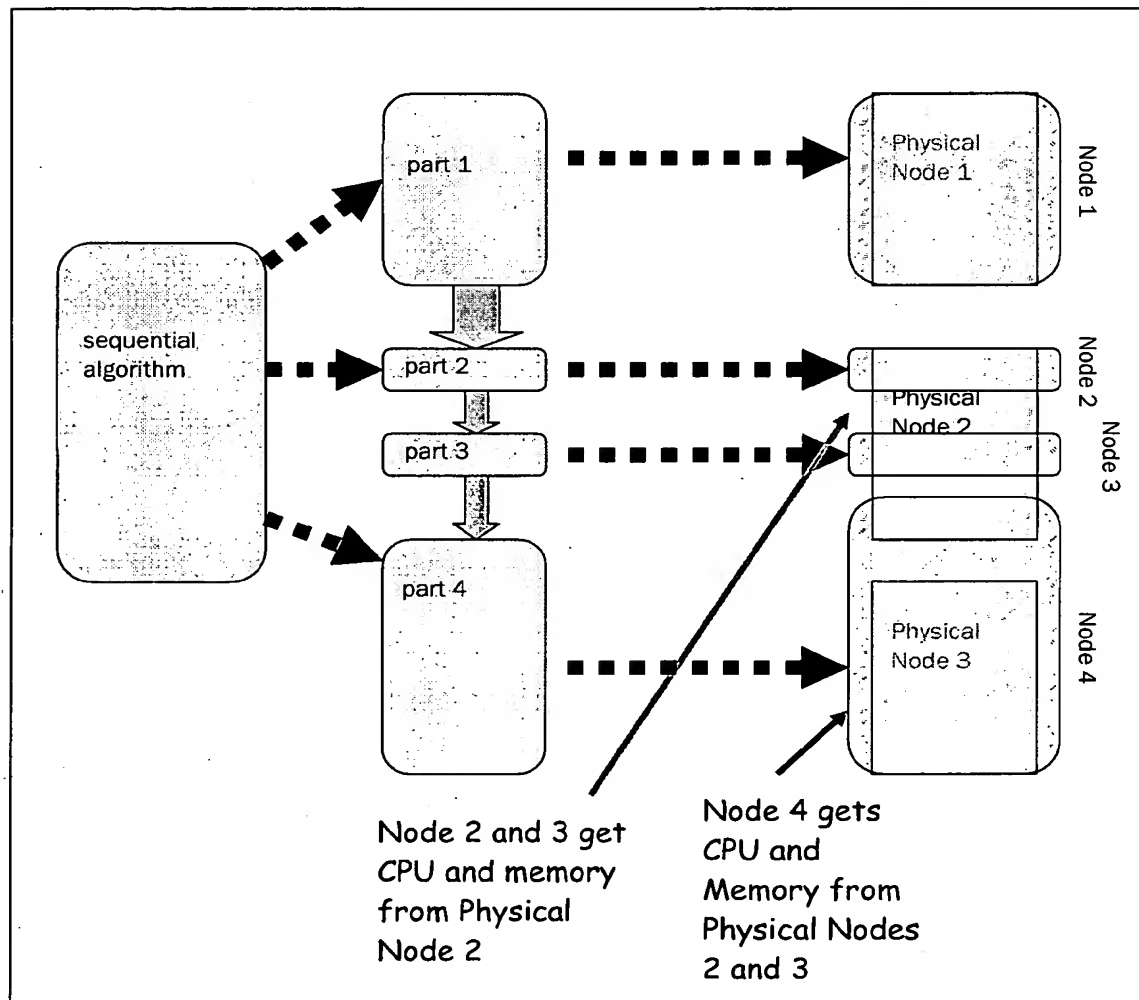 sequential
algorithm
part 1
part 2
part 3
part 4
Physical
Node 1
Node 1
Physical
Node 2
Node 2
Node 3
Physical
Node 3
Node 4
Node 2 and 3 get
CPU and memory
from Physical
Node 2
Node 4 gets
CPU and
Memory from
Physical Nodes
2 and 3